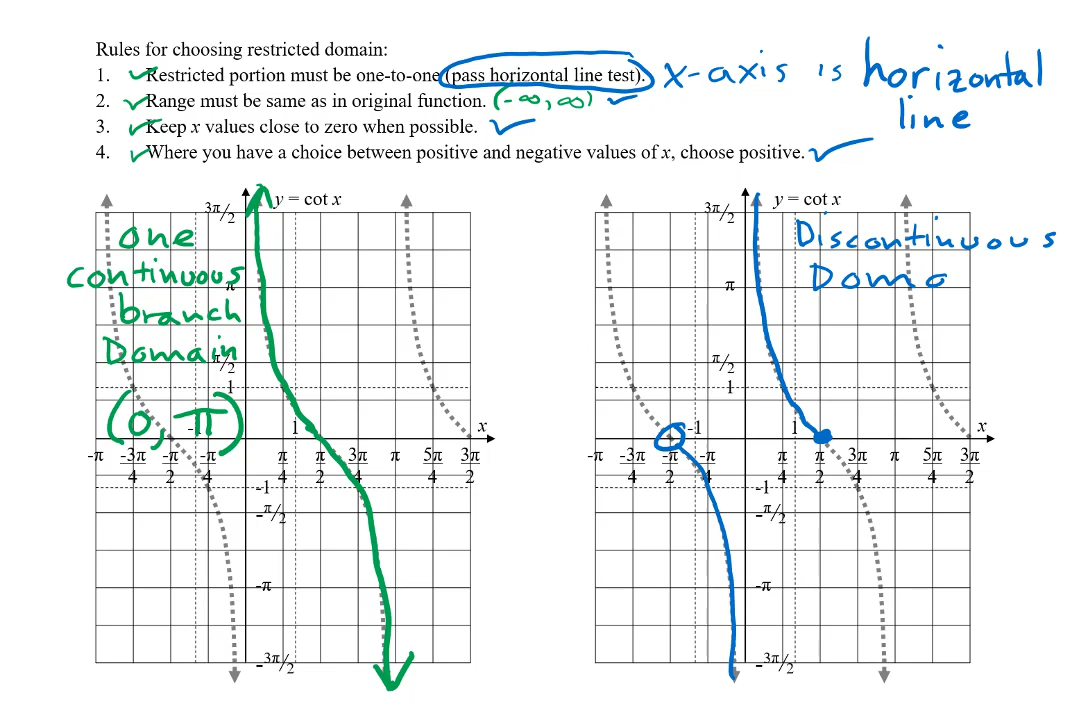 Rules for choosing restricted domain:
1. Restricted portion must be one-to-one (pass horizontal line test). x-axis is horizontal
line
2. Range must be same as in original function. (-∞, ∞)
3. Keep x values close to zero when possible.
4. Where you have a choice between positive and negative values of x, choose positive.
3π/2 y = cot x
One
continuous
π
branch
Domain
π/2
1
(0, π)
-1 1 x
-π -3π/4 -π/2 -π/4 π/4 π/2 3π/4 π 5π/4 3π/2
-1
-π/2
-π
-3π/2
3π/2 y = cot x
Discontinuous
Doma
π
π/2
1
-1 1 x
-π -3π/4 -π/2 -π/4 π/4 π/2 3π/4 π 5π/4 3π/2
-1
-π/2
-π
-3π/2